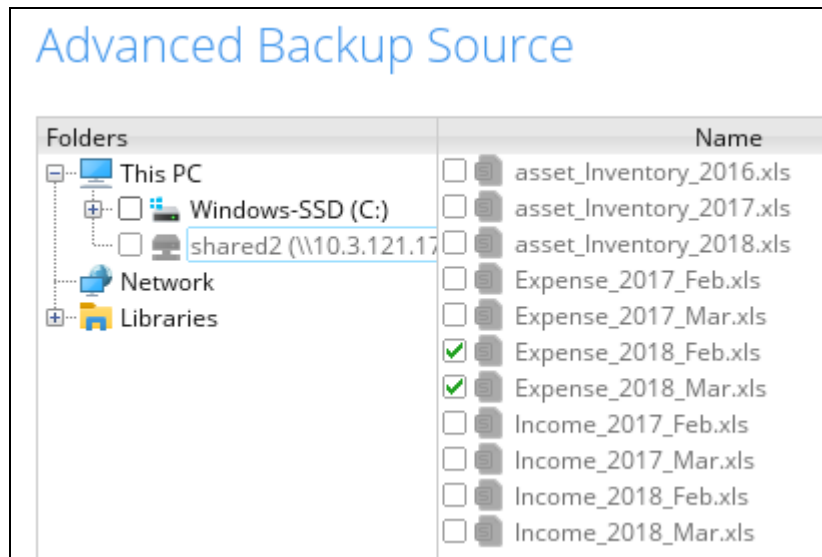 Advanced Backup Source
Folders
Name
This PC
Windows-SSD (C:)
shared2 (\\10.3.121.17
Network
Libraries
asset_Inventory_2016.xls
asset_Inventory_2017.xls
asset_Inventory_2018.xls
Expense_2017_Feb.xls
Expense_2017_Mar.xls
Expense_2018_Feb.xls
Expense_2018_Mar.xls
Income_2017_Feb.xls
Income_2017_Mar.xls
Income_2018_Feb.xls
Income_2018_Mar.xls